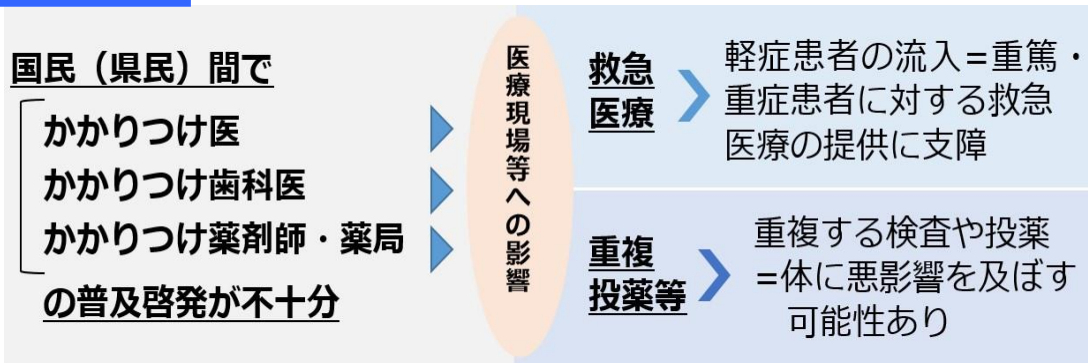 国民（県民）間で
かかりつけ医
かかりつけ歯科医
かかりつけ薬剤師・薬局
の普及啓発が不十分
医療現場等への影響
救急
医療
軽症患者の流入=重篤・
重症患者に対する救急
医療の提供に支障
重複
投薬等
重複する検査や投薬
=体に悪影響を及ぼす
可能性あり